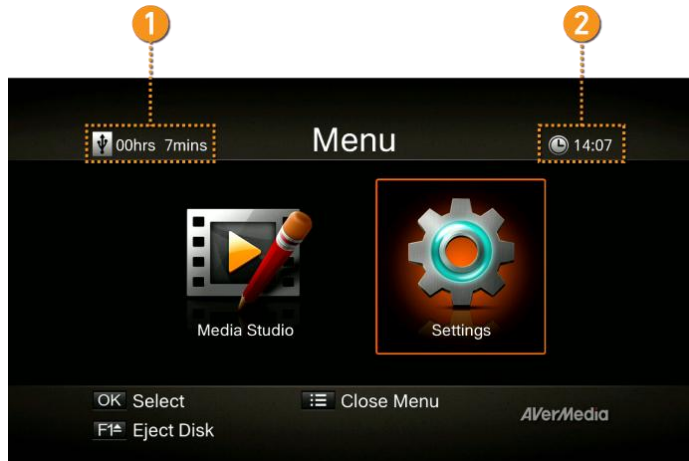 1 2
00hrs 7mins Menu 14:07
Media Studio Settings
OK Select Close Menu
F1 Eject Disk AVerMedia